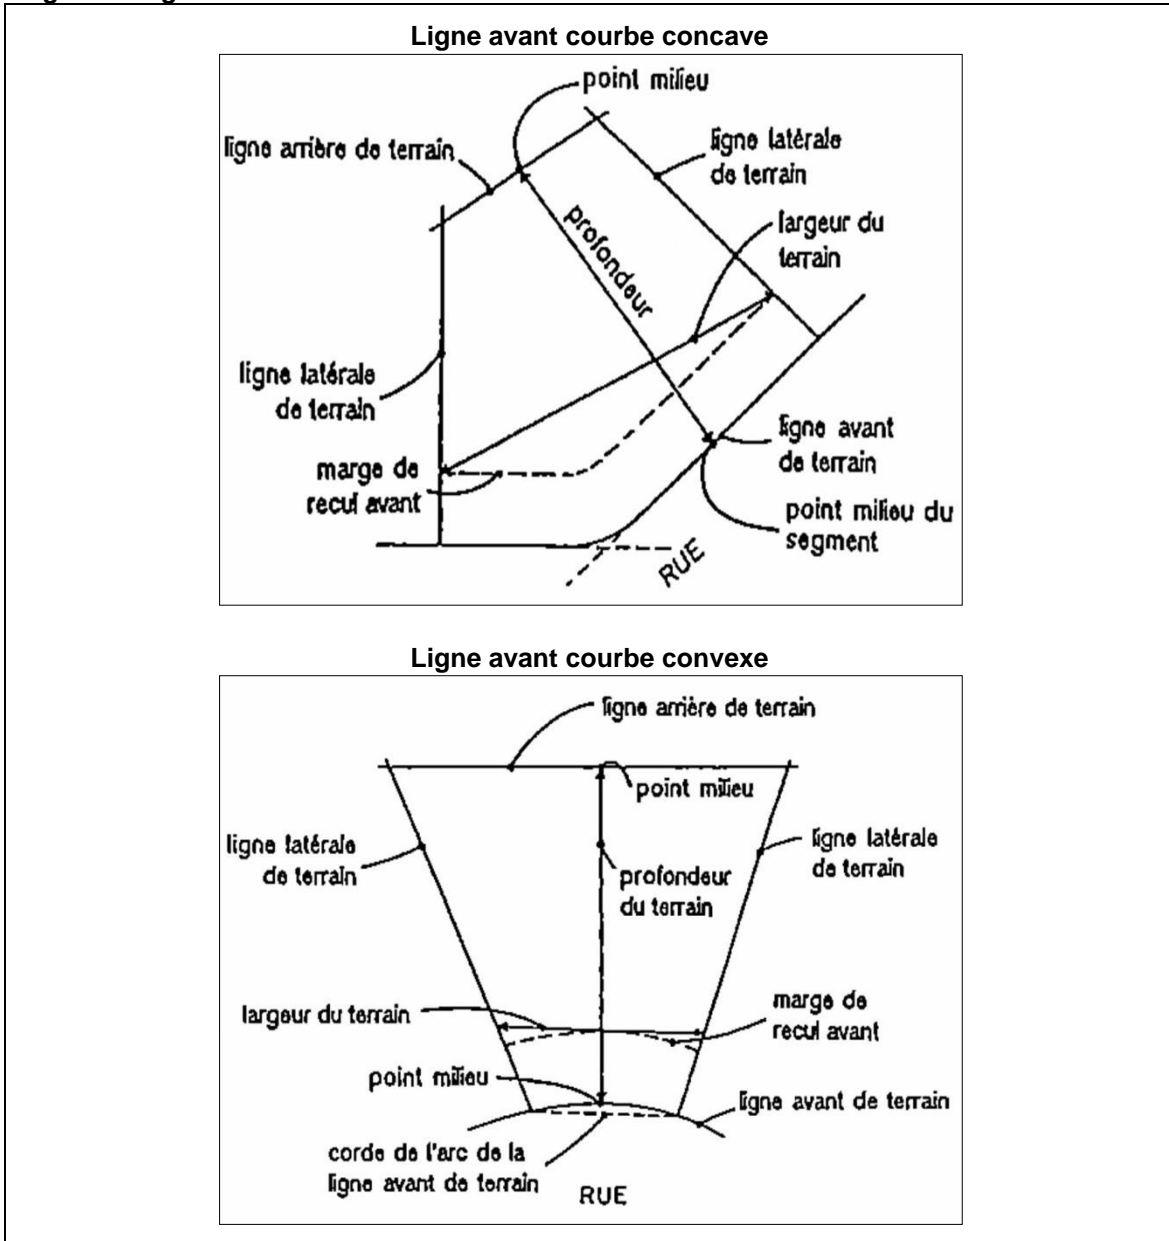 Ligne avant courbe concave
point milieu
ligne arrière de terrain
ligne latérale
de terrain
largeur du
terrain
profondeur
ligne latérale
de terrain
marge de
recul avant
ligne avant
de terrain
point milieu du
segment
RUE
Ligne avant courbe convexe
ligne arrière de terrain
point milieu
ligne latérale
de terrain
ligne latérale
de terrain
profondeur
du terrain
largeur du terrain
marge de
recul avant
point milieu
ligne avant de terrain
corde de l'arc de la
ligne avant de terrain
RUE